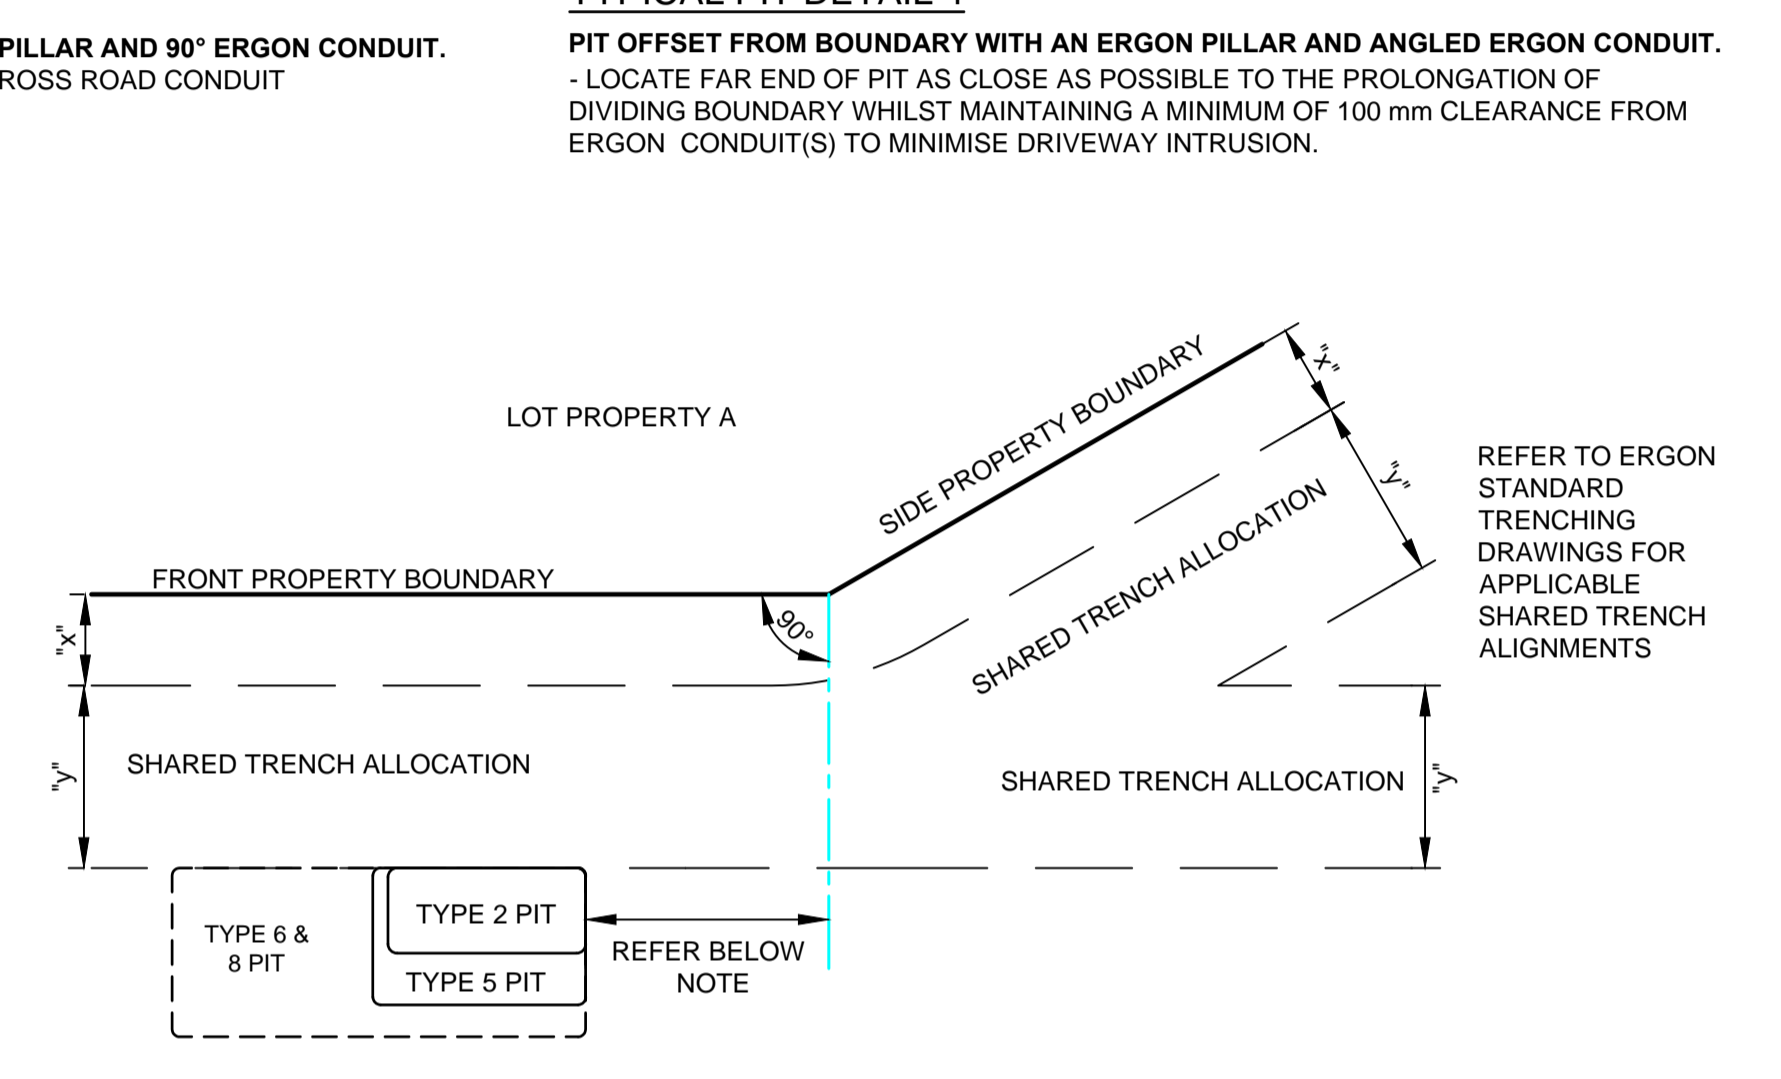 PILLAR AND 90° ERGON CONDUIT.
ROSS ROAD CONDUIT
TYPICAL PIT DETAIL
PIT OFFSET FROM BOUNDARY WITH AN ERGON PILLAR AND ANGLED ERGON CONDUIT.
- LOCATE FAR END OF PIT AS CLOSE AS POSSIBLE TO THE PROLONGATION OF
DIVIDING BOUNDARY WHILST MAINTAINING A MINIMUM OF 100 mm CLEARANCE FROM
ERGON CONDUIT(S) TO MINIMISE DRIVEWAY INTRUSION.
LOT PROPERTY A
SIDE PROPERTY BOUNDARY
"x"
"y"
SHARED TRENCH ALLOCATION
REFER TO ERGON
STANDARD
TRENCHING
DRAWINGS FOR
APPLICABLE
SHARED TRENCH
ALIGNMENTS
FRONT PROPERTY BOUNDARY
"x"
90°
SHARED TRENCH ALLOCATION
"y"
SHARED TRENCH ALLOCATION
"y"
TYPE 6 &
8 PIT
TYPE 2 PIT
TYPE 5 PIT
REFER BELOW
NOTE